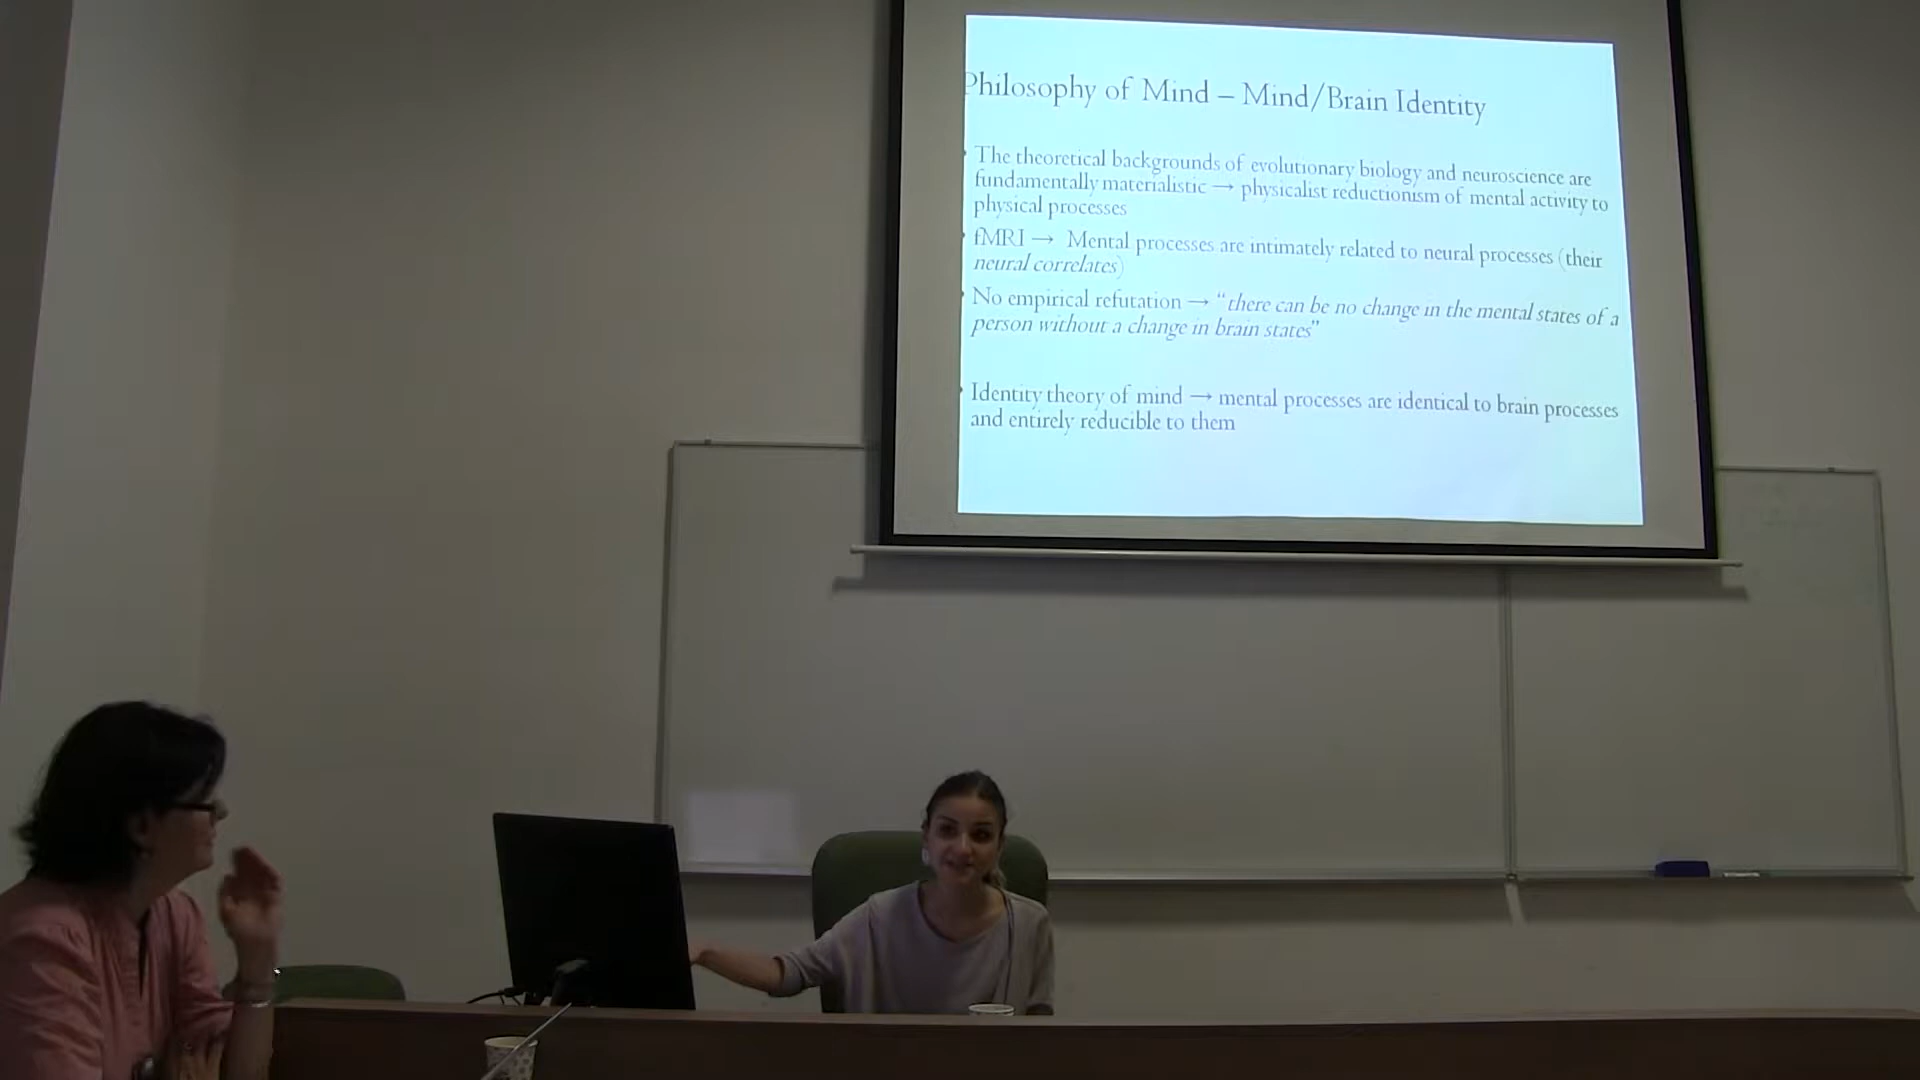 Philosophy of Mind – Mind/Brain Identity
The theoretical backgrounds of evolutionary biology and neuroscience are
fundamentally materialistic → physicalist reductionism of mental activity to
physical processes
fMRI → Mental processes are intimately related to neural processes (their
neural correlates)
No empirical refutation → “there can be no change in the mental states of a
person without a change in brain states”
Identity theory of mind → mental processes are identical to brain processes
and entirely reducible to them